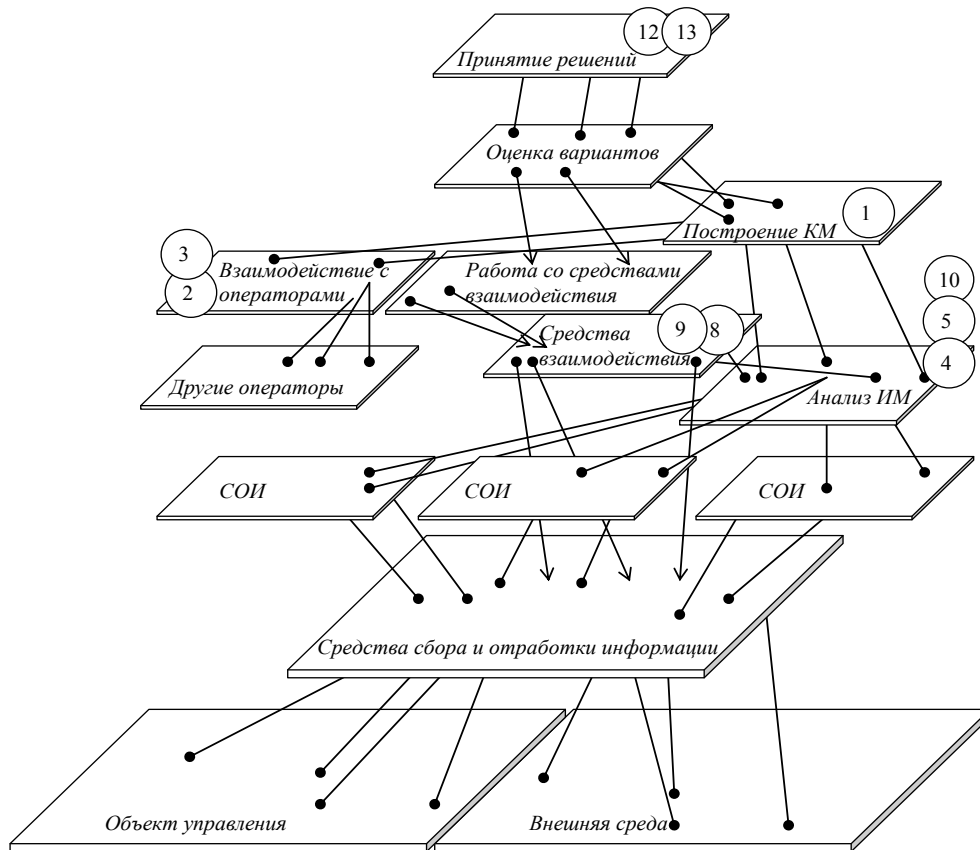 12
13
Принятие решений
Оценка вариантов
1
Построение КМ
3
2
Взаимодействие с
операторами
Работа со средствами
взаимодействия
10
9
8
5
Средства
взаимодействия
4
Другие операторы
Анализ ИМ
СОИ
СОИ
СОИ
Средства сбора и отработки информации
Объект управления
Внешняя среда